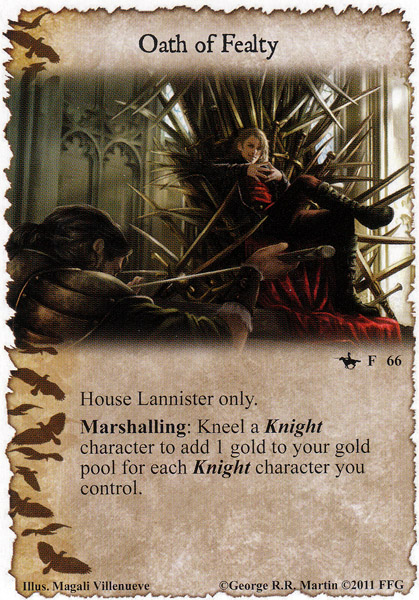 Oath of Fealty
F 66
House Lannister only.
Marshalling: Kneel a Knight
character to add 1 gold to your gold
pool for each Knight character you
control.
Illus. Magali Villenueve
©George R.R. Martin ©2011 FFG